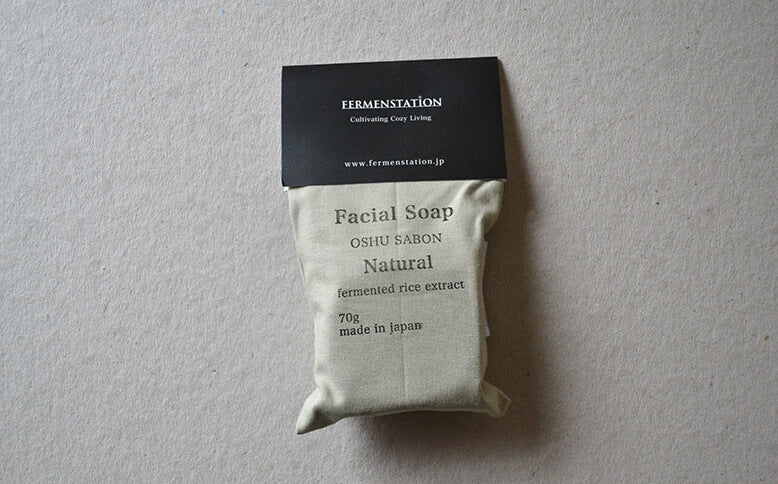 FERMENSTATION
Cultivating Cozy Living
www.fermenstation.jp
Facial Soap
OSHU SABON
Natural
fermented rice extract
70g
made in japan